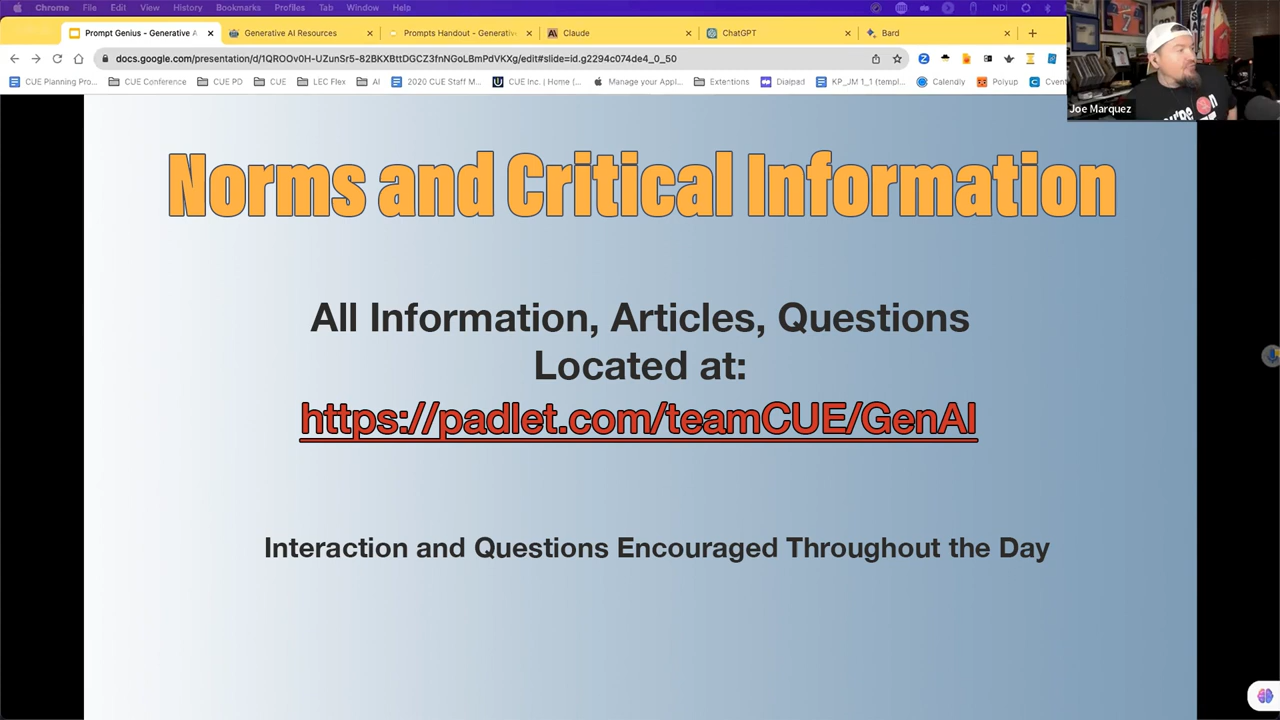 Chrome File Edit View History Bookmarks Profiles Tab Window Help NDI
Prompt Genius - Generative A Generative AI Resources Prompts Handout - Generative Claude ChatGPT Bard
docs.google.com/presentation/d/1QROOv0H-UZunSr5-82BKXBttDGCZ3fnNGoLBmPdVKXg/edit#slide=id.g2294c074de4_0_50
CUE Planning Pro... CUE Conference CUE PD CUE LEC Flex AI 2020 CUE Staff M... CUE Inc. | Home (... Manage your Appl... Extentions Dialpad KP_JM 1_1 (templ... Calendly Polyup Cvent
Joe Marquez
Norms and Critical Information
All Information, Articles, Questions
Located at:
https://padlet.com/teamCUE/GenAI
Interaction and Questions Encouraged Throughout the Day